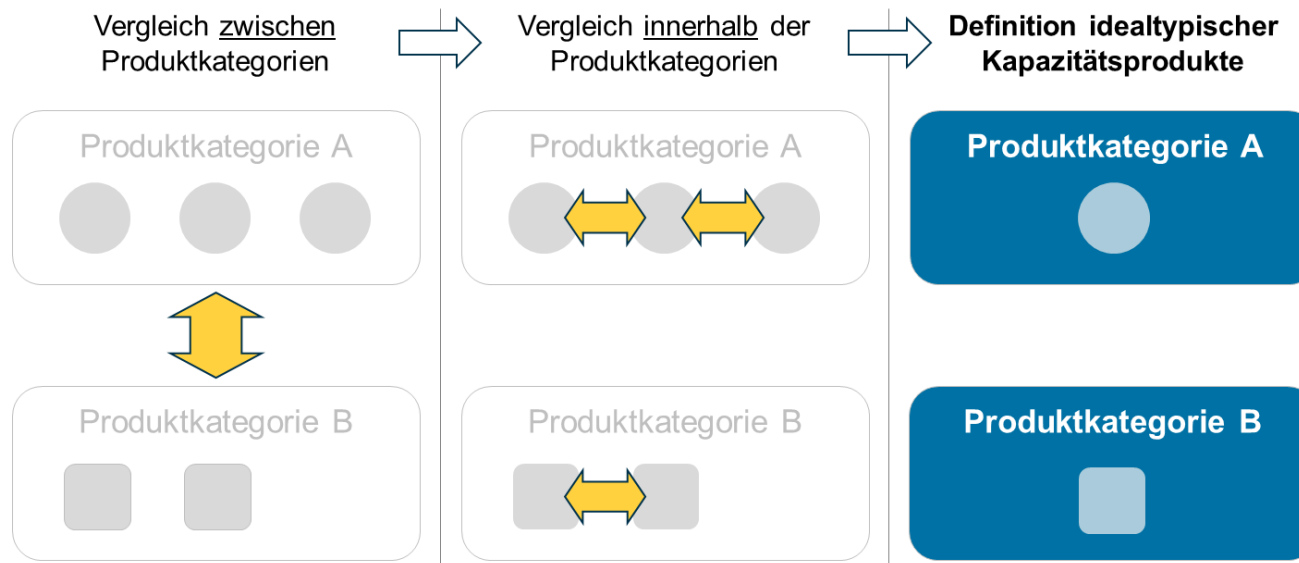 Vergleich zwischen
Produktkategorien
Vergleich innerhalb der
Produktkategorien
Definition idealtypischer
Kapazitätsprodukte
Produktkategorie A
Produktkategorie A
Produktkategorie A
Produktkategorie B
Produktkategorie B
Produktkategorie B